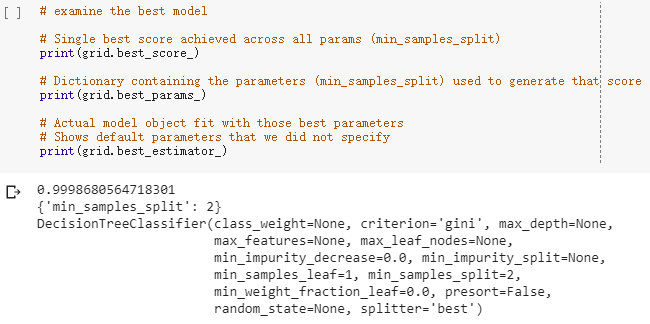 [ ] # examine the best model
# Single best score achieved across all params (min_samples_split)
print(grid.best_score_)
# Dictionary containing the parameters (min_samples_split) used to generate that score
print(grid.best_params_)
# Actual model object fit with those best parameters
# Shows default parameters that we did not specify
print(grid.best_estimator_)
0.9998680564718301
{'min_samples_split': 2}
DecisionTreeClassifier(class_weight=None, criterion='gini', max_depth=None,
max_features=None, max_leaf_nodes=None,
min_impurity_decrease=0.0, min_impurity_split=None,
min_samples_leaf=1, min_samples_split=2,
min_weight_fraction_leaf=0.0, presort=False,
random_state=None, splitter='best')